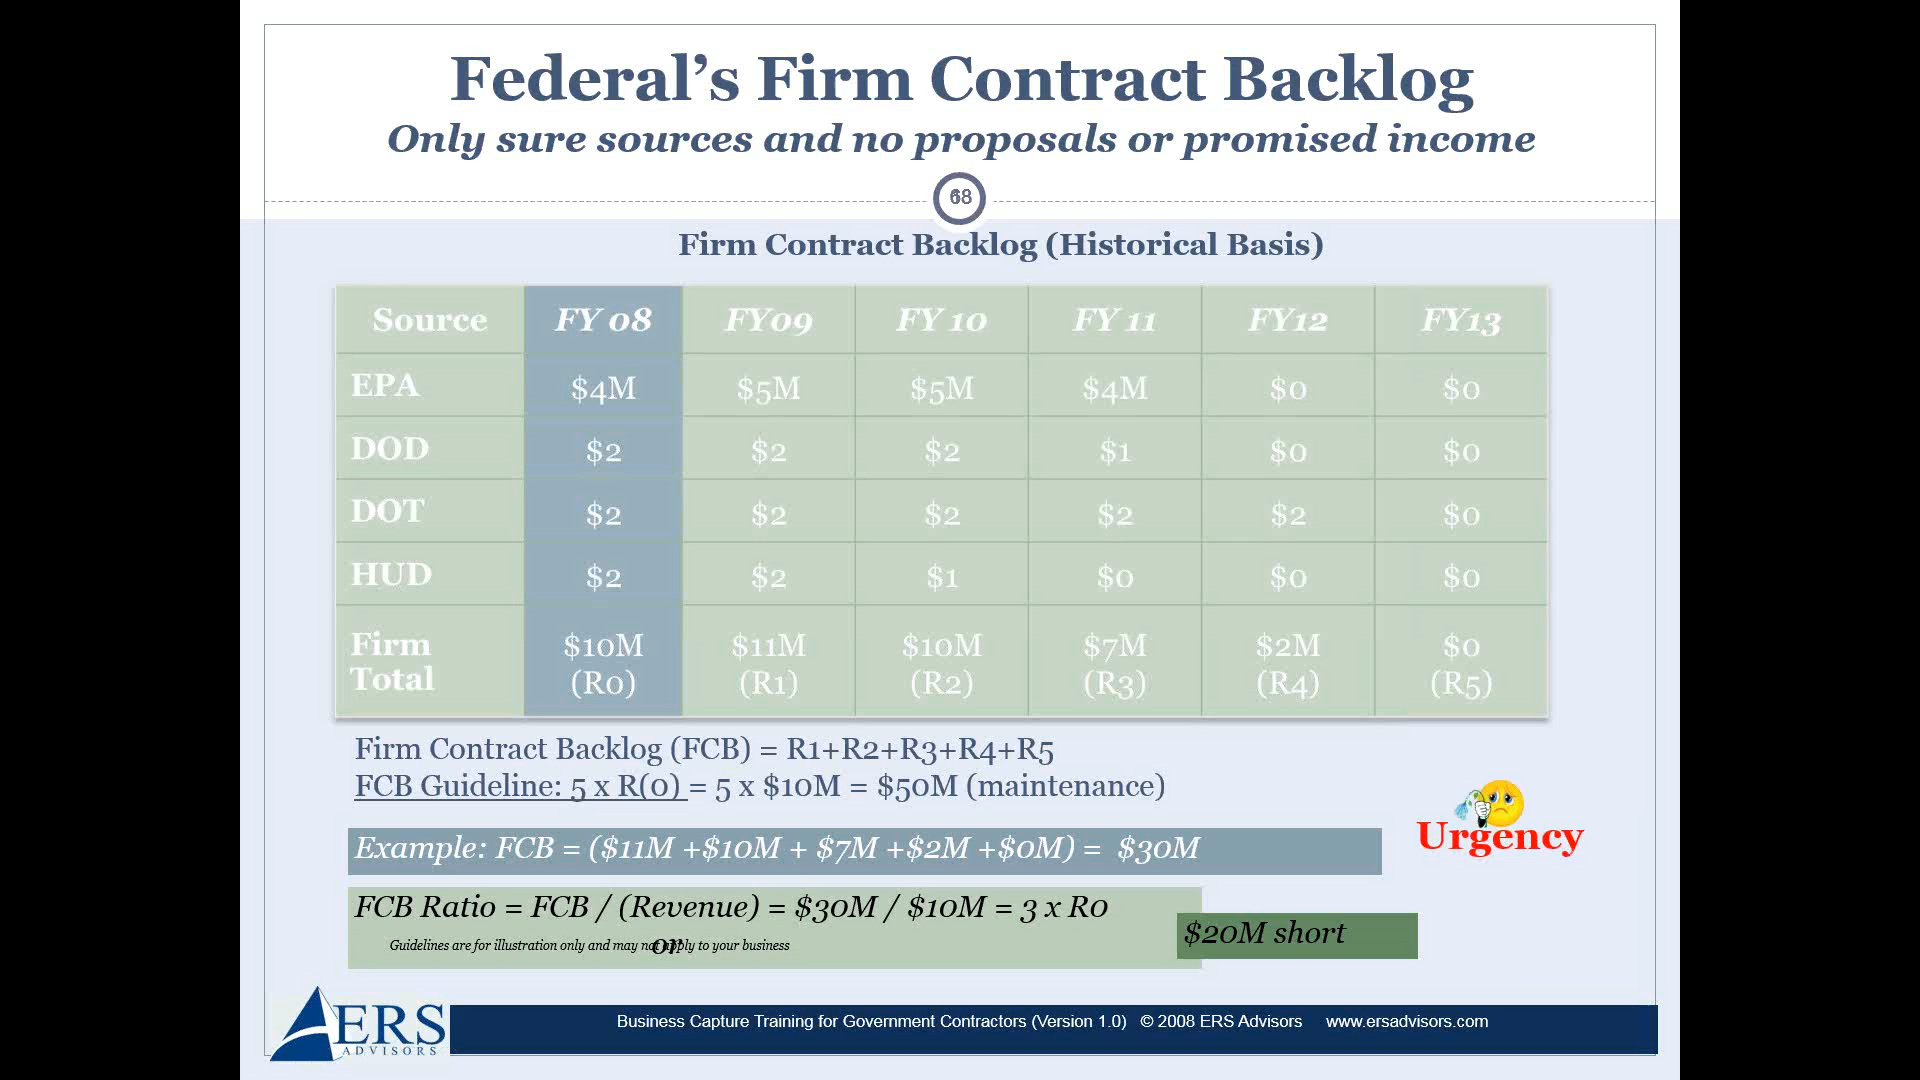 Federal’s Firm Contract Backlog
Only sure sources and no proposals or promised income
Firm Contract Backlog (Historical Basis)
Source FY 08 FY09 FY 10 FY 11 FY12 FY13
EPA $4M $5M $5M $4M $0 $0
DOD $2 $2 $2 $1 $0 $0
DOT $2 $2 $2 $2 $2 $0
HUD $2 $2 $1 $0 $0 $0
Firm Total $10M (R0) $11M (R1) $10M (R2) $7M (R3) $2M (R4) $0 (R5)
Firm Contract Backlog (FCB) = R1+R2+R3+R4+R5
FCB Guideline: 5 x R(0) = 5 x $10M = $50M (maintenance)
Urgency
Example: FCB = ($11M +$10M + $7M +$2M +$0M) = $30M
FCB Ratio = FCB / (Revenue) = $30M / $10M = 3 x R0
or
$20M short
Guidelines are for illustration only and may not apply to your business
ERS
ADVISORS
Business Capture Training for Government Contractors (Version 1.0) © 2008 ERS Advisors www.ersadvisors.com